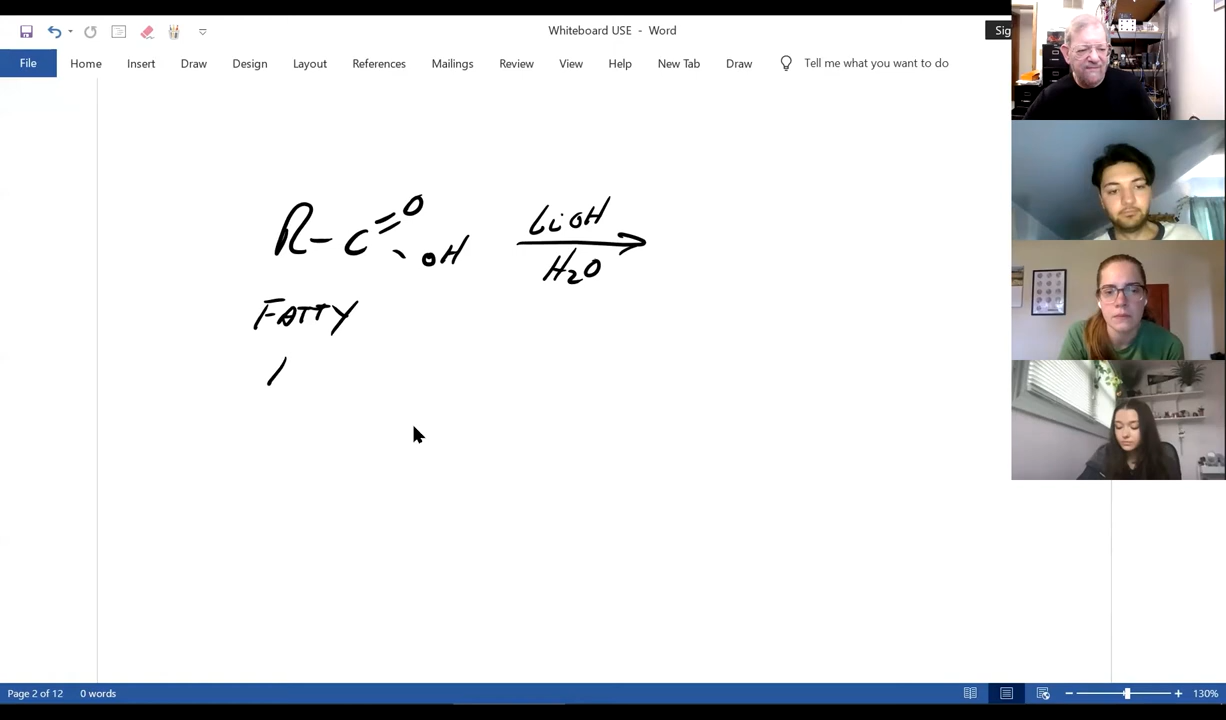 Whiteboard USE - Word
Sig
File Home Insert Draw Design Layout References Mailings Review View Help New Tab Draw Tell me what you want to do
R-C=O
-OH
LiOH
H2O
FATTY
Page 2 of 12 0 words 130%